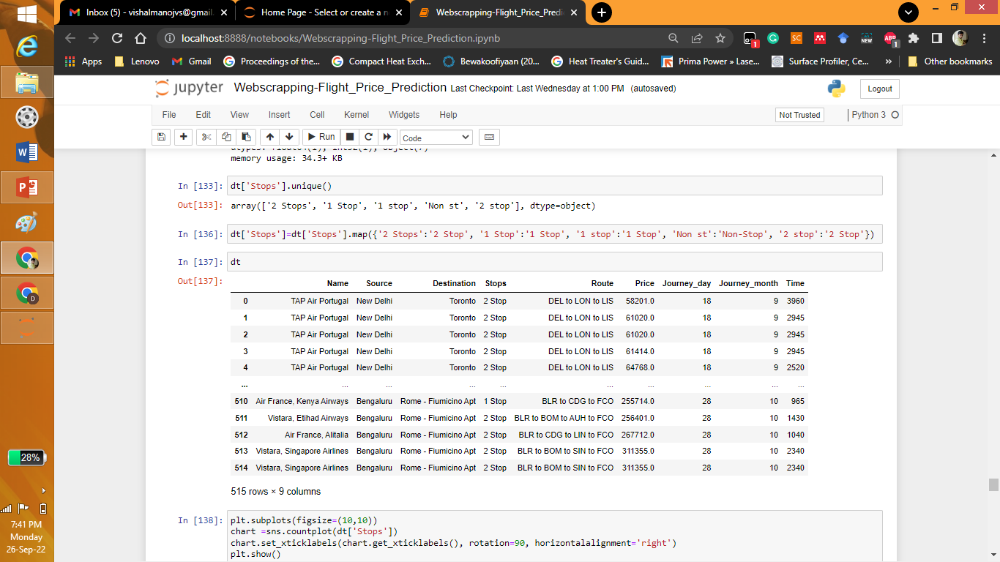 Inbox (5) - vishalmanojvs@gmail.
Home Page - Select or create a n
Webscrapping-Flight_Price_Predi
localhost:8888/notebooks/Webscrapping-Flight_Price_Prediction.ipynb
Apps Lenovo Gmail Proceedings of the... Compact Heat Exch... Bewakoofiyaan (20... Heat Treater's Guid... Prima Power » Lase... Surface Profiler, Ce... » Other bookmarks
jupyter Webscrapping-Flight_Price_Prediction Last Checkpoint: Last Wednesday at 1:00 PM (autosaved) Logout
File Edit View Insert Cell Kernel Widgets Help Not Trusted Python 3
Run Code
memory usage: 34.3+ KB
In [133]: dt['Stops'].unique()
Out[133]: array(['2 Stops', '1 Stop', '1 stop', 'Non st', '2 stop'], dtype=object)
In [136]: dt['Stops']=dt['Stops'].map({'2 Stops':'2 Stop', '1 Stop':'1 Stop', '1 stop':'1 Stop', 'Non st':'Non-Stop', '2 stop':'2 Stop'})
In [137]: dt
Out[137]:
Name Source Destination Stops Route Price Journey_day Journey_month Time
0 TAP Air Portugal New Delhi Toronto 2 Stop DEL to LON to LIS 58201.0 18 9 3960
1 TAP Air Portugal New Delhi Toronto 2 Stop DEL to LON to LIS 61020.0 18 9 2945
2 TAP Air Portugal New Delhi Toronto 2 Stop DEL to LON to LIS 61020.0 18 9 2945
3 TAP Air Portugal New Delhi Toronto 2 Stop DEL to LON to LIS 61414.0 18 9 2945
4 TAP Air Portugal New Delhi Toronto 2 Stop DEL to LON to LIS 64768.0 18 9 2520
... ... ... ... ... ... ... ... ... ...
510 Air France, Kenya Airways Bengaluru Rome - Fiumicino Apt 1 Stop BLR to CDG to FCO 255714.0 28 10 965
511 Vistara, Etihad Airways Bengaluru Rome - Fiumicino Apt 2 Stop BLR to BOM to AUH to FCO 256401.0 28 10 1430
512 Air France, Alitalia Bengaluru Rome - Fiumicino Apt 2 Stop BLR to CDG to LIN to FCO 267712.0 28 10 1040
513 Vistara, Singapore Airlines Bengaluru Rome - Fiumicino Apt 2 Stop BLR to BOM to SIN to FCO 311355.0 28 10 2340
514 Vistara, Singapore Airlines Bengaluru Rome - Fiumicino Apt 2 Stop BLR to BOM to SIN to FCO 311355.0 28 10 2340
515 rows × 9 columns
In [138]: plt.subplots(figsize=(10,10))
chart =sns.countplot(dt['Stops'])
chart.set_xticklabels(chart.get_xticklabels(), rotation=90, horizontalalignment='right')
plt.show()
28%
7:41 PM
Monday
26-Sep-22